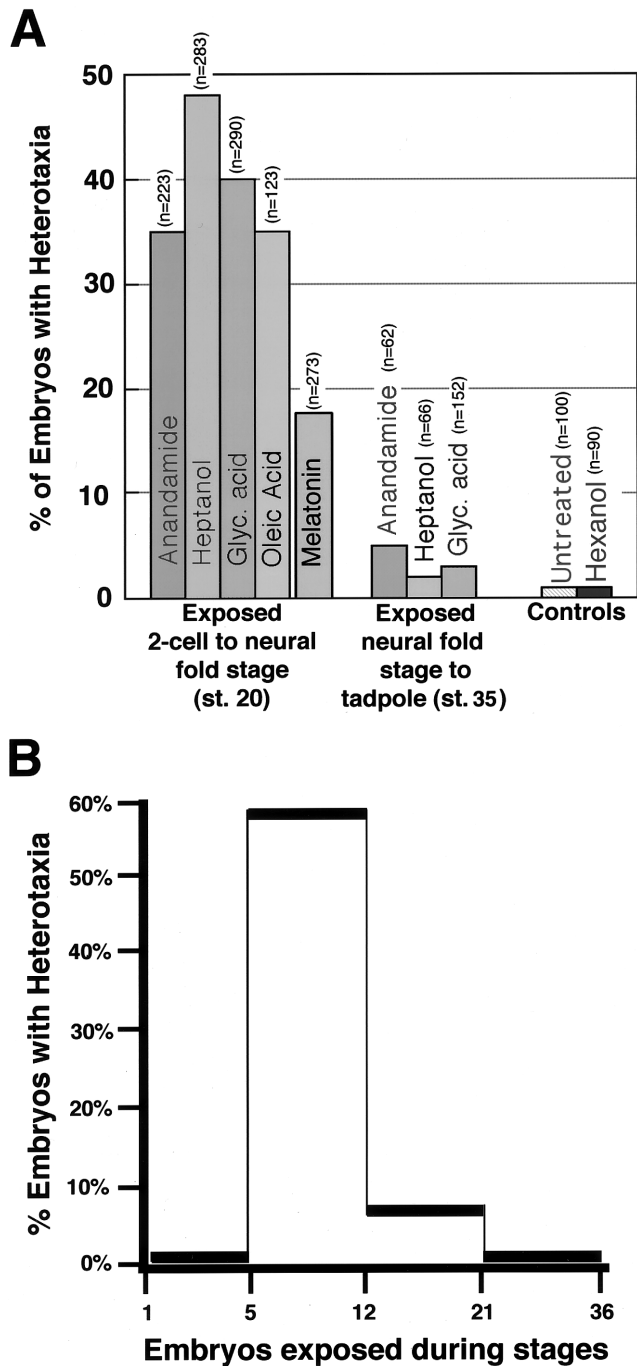 A
% of Embryos with Heterotaxia
50
40
30
20
10
0
Anandamide (n=223)
Heptanol (n=283)
Glyc. acid (n=290)
Oleic Acid (n=123)
Melatonin (n=273)
Anandamide (n=62)
Heptanol (n=66)
Glyc. acid (n=152)
Untreated (n=100)
Hexanol (n=90)
Exposed
2-cell to neural
fold stage
(st. 20)
Exposed
neural fold
stage to
tadpole (st. 35)
Controls
B
% Embryos with Heterotaxia
60%
50%
40%
30%
20%
10%
0%
1 5 12 21 36
Embryos exposed during stages